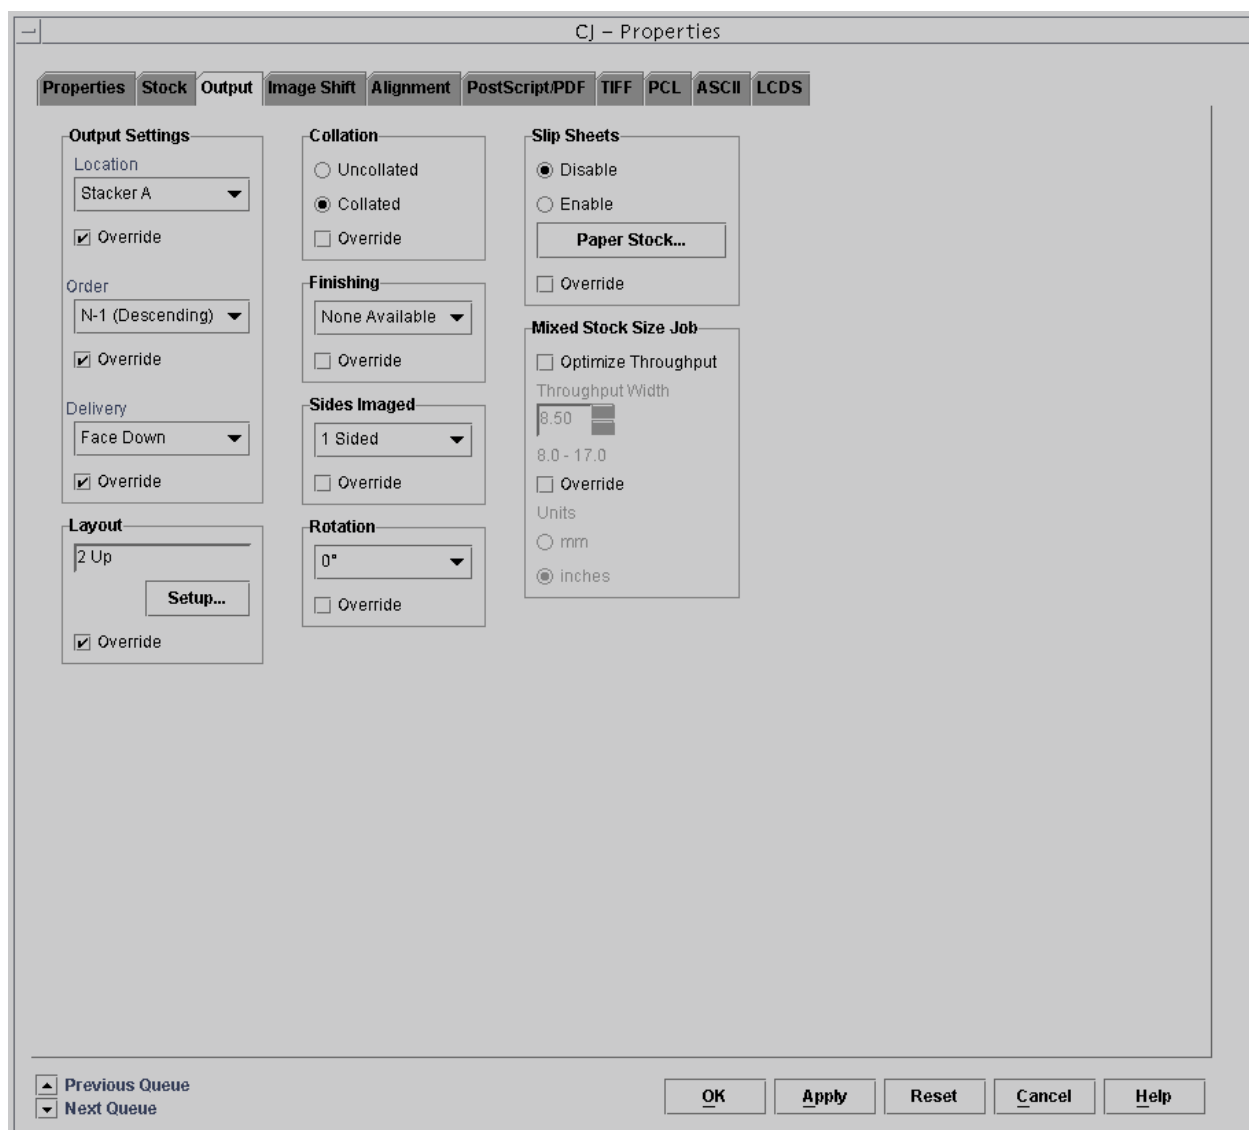 CJ – Properties
Properties Stock Output Image Shift Alignment PostScript/PDF TIFF PCL ASCII LCDS
Output Settings
Location
Stacker A
Override
Order
N-1 (Descending)
Override
Delivery
Face Down
Override
Layout
2 Up
Setup...
Override
Collation
Uncollated
Collated
Override
Finishing
None Available
Override
Sides Imaged
1 Sided
Override
Rotation
0°
Override
Slip Sheets
Disable
Enable
Paper Stock...
Override
Mixed Stock Size Job
Optimize Throughput
Throughput Width
8.50
8.0 - 17.0
Override
Units
mm
inches
Previous Queue
Next Queue
OK Apply Reset Cancel Help